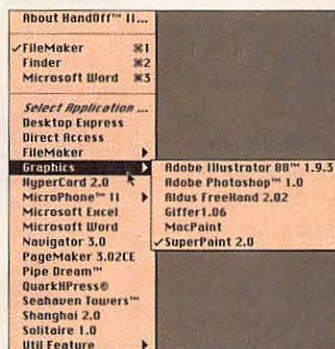 About HandOff™ II...
✓FileMaker ⌘1
Finder ⌘2
Microsoft Word ⌘3
Select Application ...
Desktop Express
Direct Access
FileMaker
Graphics
HyperCard 2.0
MicroPhone™ II
Microsoft Excel
Microsoft Word
Navigator 3.0
PageMaker 3.02CE
Pipe Dream™
QuarkXPress®
Seahaven Towers™
Shanghai 2.0
Solitaire 1.0
Util Feature
Adobe Illustrator 88™ 1.9.3
Adobe Photoshop™ 1.0
Aldus FreeHand 2.02
Giffer1.06
MacPaint
✓SuperPaint 2.0